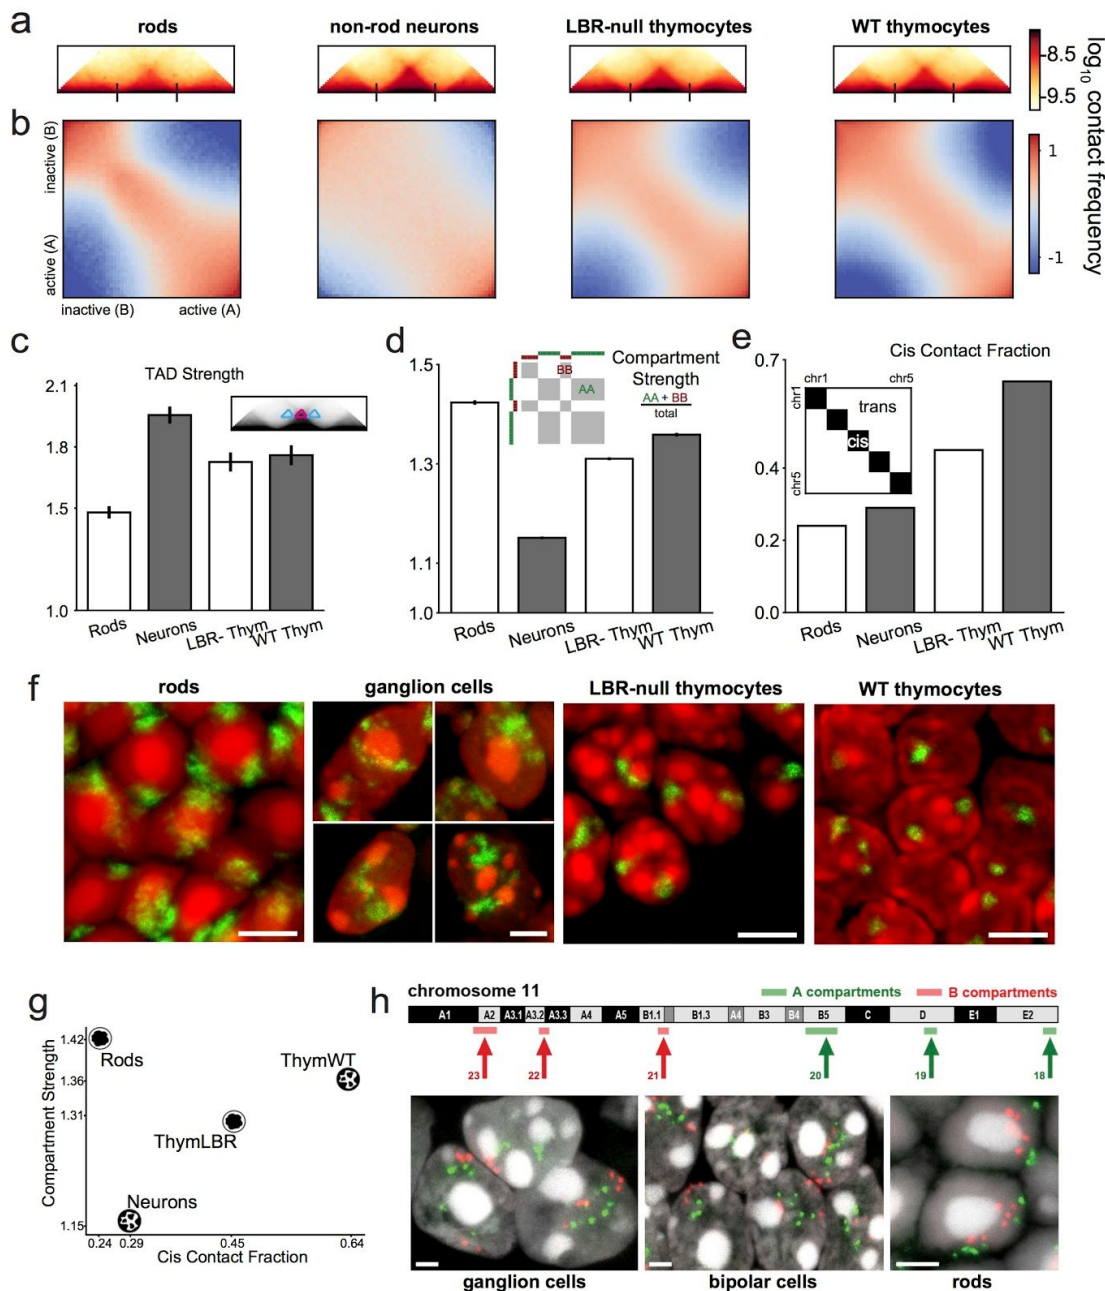 a
rods
non-rod neurons
LBR-null thymocytes
WT thymocytes
8.5
9.5
log10 contact frequency
b
inactive (B)
active (A)
inactive (B)
active (A)
1
-1
c
TAD Strength
2.1
1.8
1.5
1.0
Rods
Neurons
LBR- Thym
WT Thym
d
Compartment
Strength
AA + BB
total
BB
AA
1.5
1.3
1.1
1.0
Rods
Neurons
LBR- Thym
WT Thym
e
Cis Contact Fraction
chr1
chr5
chr1
chr5
trans
cis
0.7
0.4
0.2
0.0
Rods
Neurons
LBR- Thym
WT Thym
f
rods
ganglion cells
LBR-null thymocytes
WT thymocytes
g
Compartment Strength
1.42
1.36
1.31
1.15
Rods
ThymWT
ThymLBR
Neurons
0.24
0.29
0.45
0.64
Cis Contact Fraction
h
chromosome 11
A compartments
B compartments
A1
A2
A3.1
A3.2
A3.3
A4
A5
B1.1
B1.3
A4
B3
B4
B5
C
D
E1
E2
23
22
21
20
19
18
ganglion cells
bipolar cells
rods